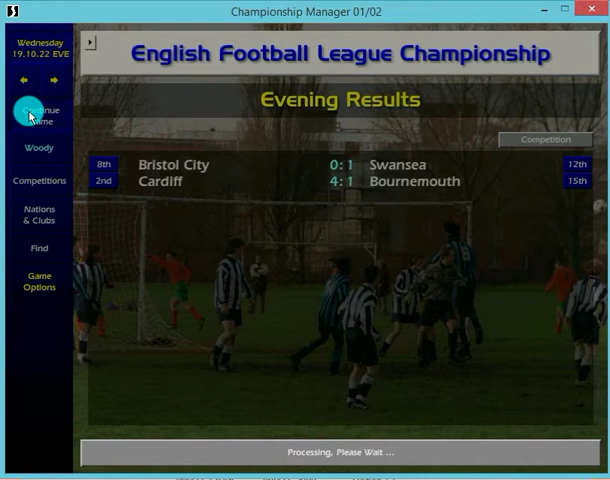 Championship Manager 01/02
Wednesday
19.10.22 EVE
English Football League Championship
Evening Results
Continue
Game
Competition
Woody
8th Bristol City 0:1 Swansea 12th
2nd Cardiff 4:1 Bournemouth 15th
Competitions
Nations
& Clubs
Find
Game
Options
Processing, Please Wait ...